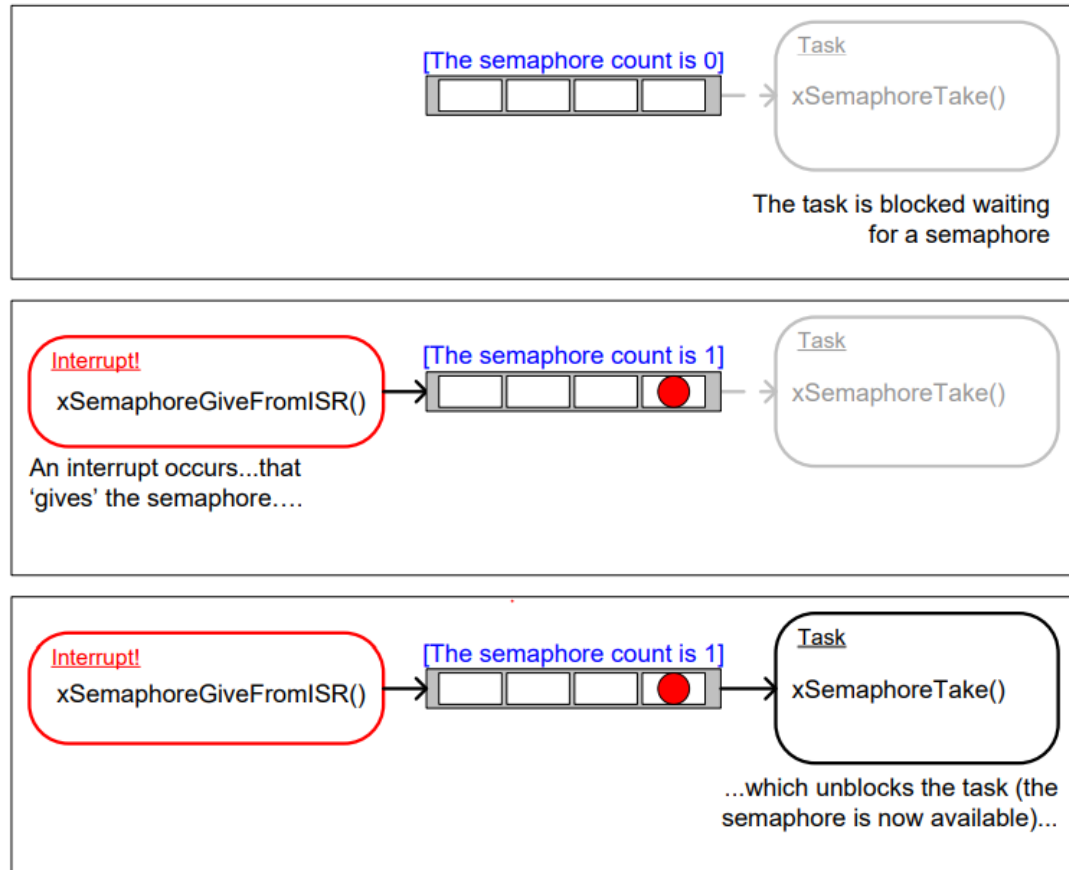 [The semaphore count is 0]
Task
xSemaphoreTake()
The task is blocked waiting
for a semaphore
Interrupt!
xSemaphoreGiveFromISR()
An interrupt occurs...that
‘gives’ the semaphore....
[The semaphore count is 1]
Task
xSemaphoreTake()
Interrupt!
xSemaphoreGiveFromISR()
[The semaphore count is 1]
Task
xSemaphoreTake()
...which unblocks the task (the
semaphore is now available)...